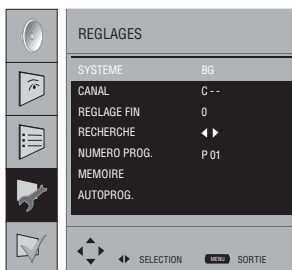 REGLAGES
SYSTEME BG
CANAL C - -
REGLAGE FIN 0
RECHERCHE
NUMERO PROG. P 01
MEMOIRE
AUTOPROG.
SELECTION MENU SORTIE